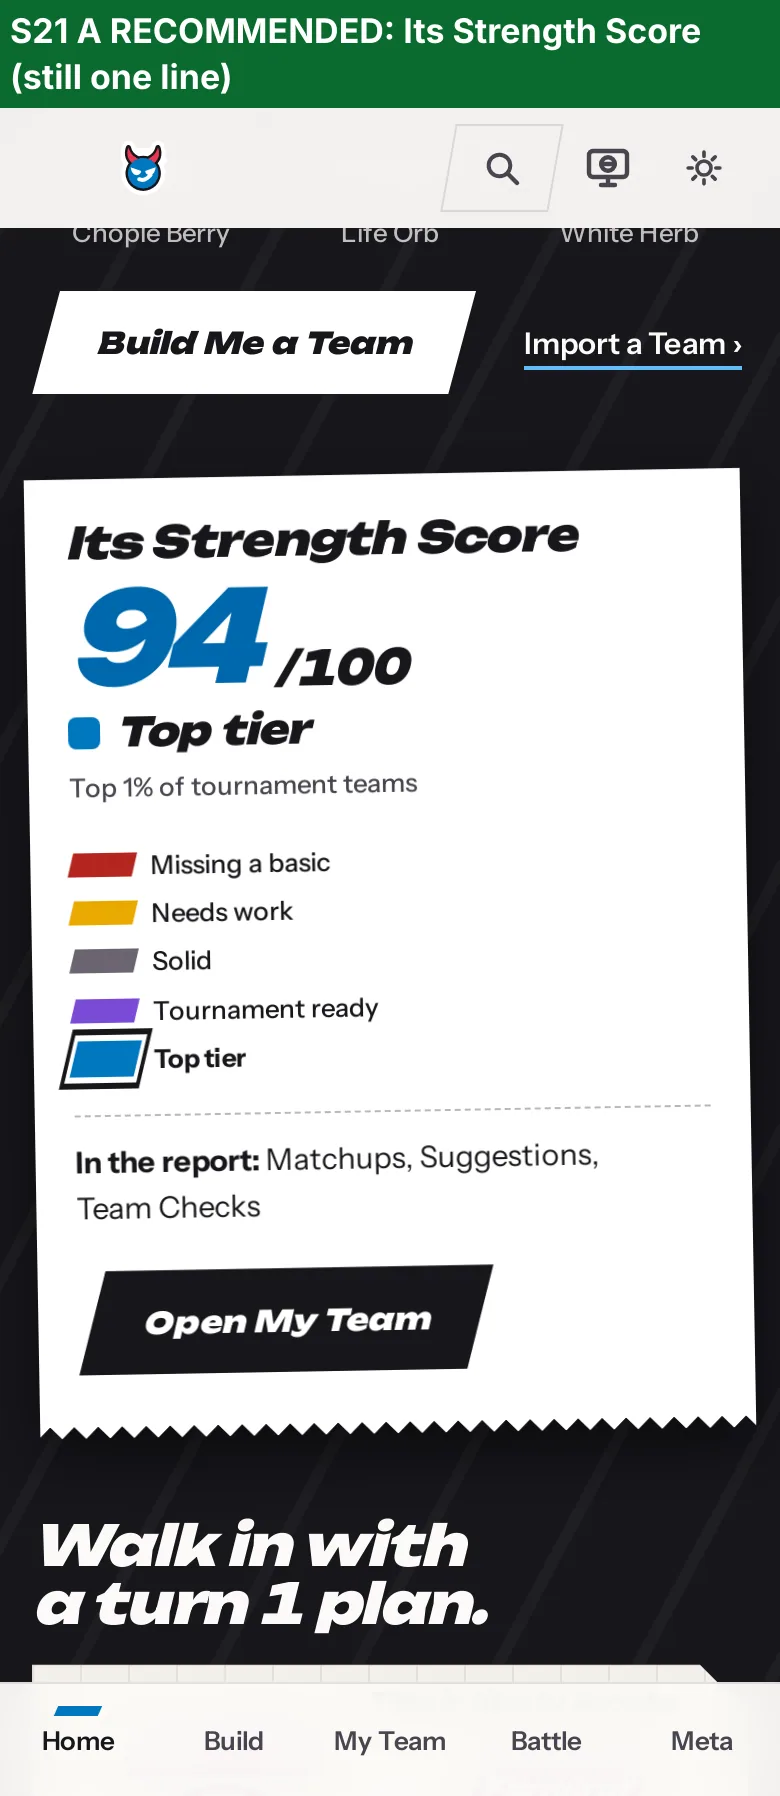 S21 A RECOMMENDED: Its Strength Score
(still one line)
Chople Berry Life Orb White Herb
Build Me a Team Import a Team ›
Its Strength Score
94 /100
Top tier
Top 1% of tournament teams
Missing a basic
Needs work
Solid
Tournament ready
Top tier
In the report: Matchups, Suggestions,
Team Checks
Open My Team
Walk in with
a turn 1 plan.
Home Build My Team Battle Meta